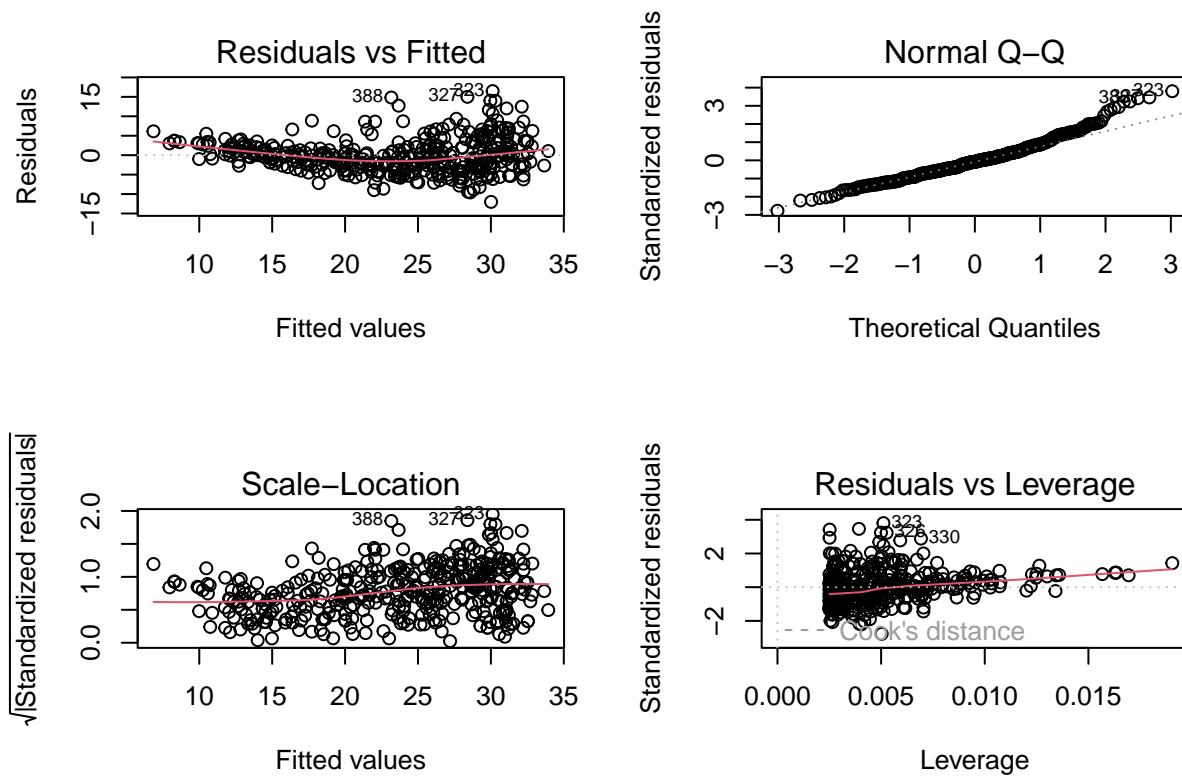 Residuals vs Fitted
Residuals
15
0
−15
388
327
323
10 15 20 25 30 35
Fitted values
Normal Q−Q
Standardized residuals
3
0
−3
323
−3 −2 −1 0 1 2 3
Theoretical Quantiles
Scale−Location
√|Standardized residuals|
2.0
1.0
0.0
388
327
323
10 15 20 25 30 35
Fitted values
Residuals vs Leverage
Standardized residuals
2
−2
323
326
330
Cook's distance
0.000 0.005 0.010 0.015
Leverage